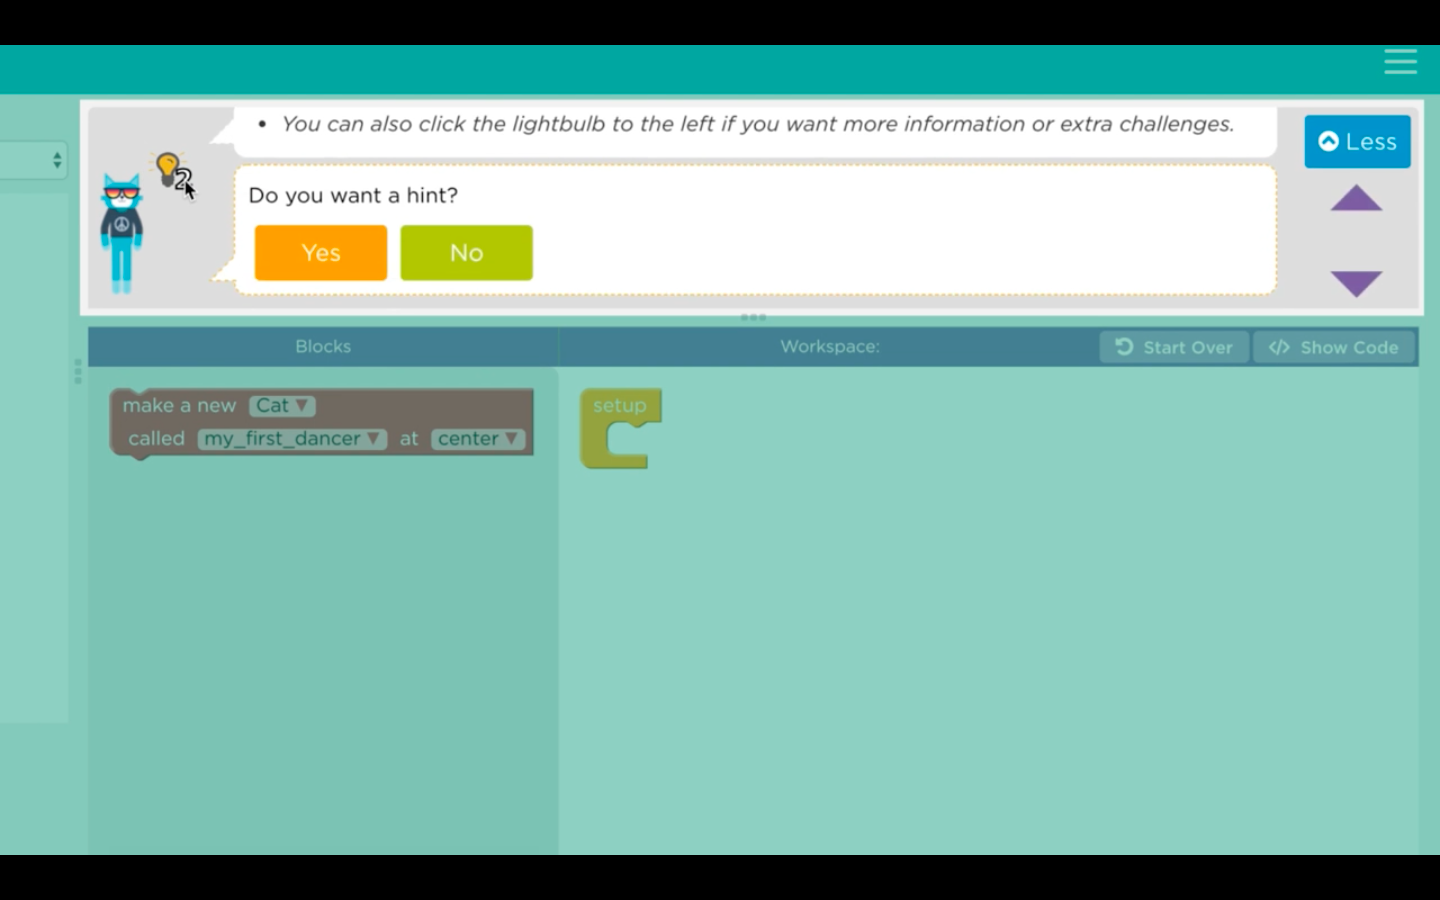 • You can also click the lightbulb to the left if you want more information or extra challenges.
Less
2
Do you want a hint?
Yes No
Blocks Workspace: Start Over </> Show Code
make a new Cat ▼
called my_first_dancer ▼ at center ▼
setup